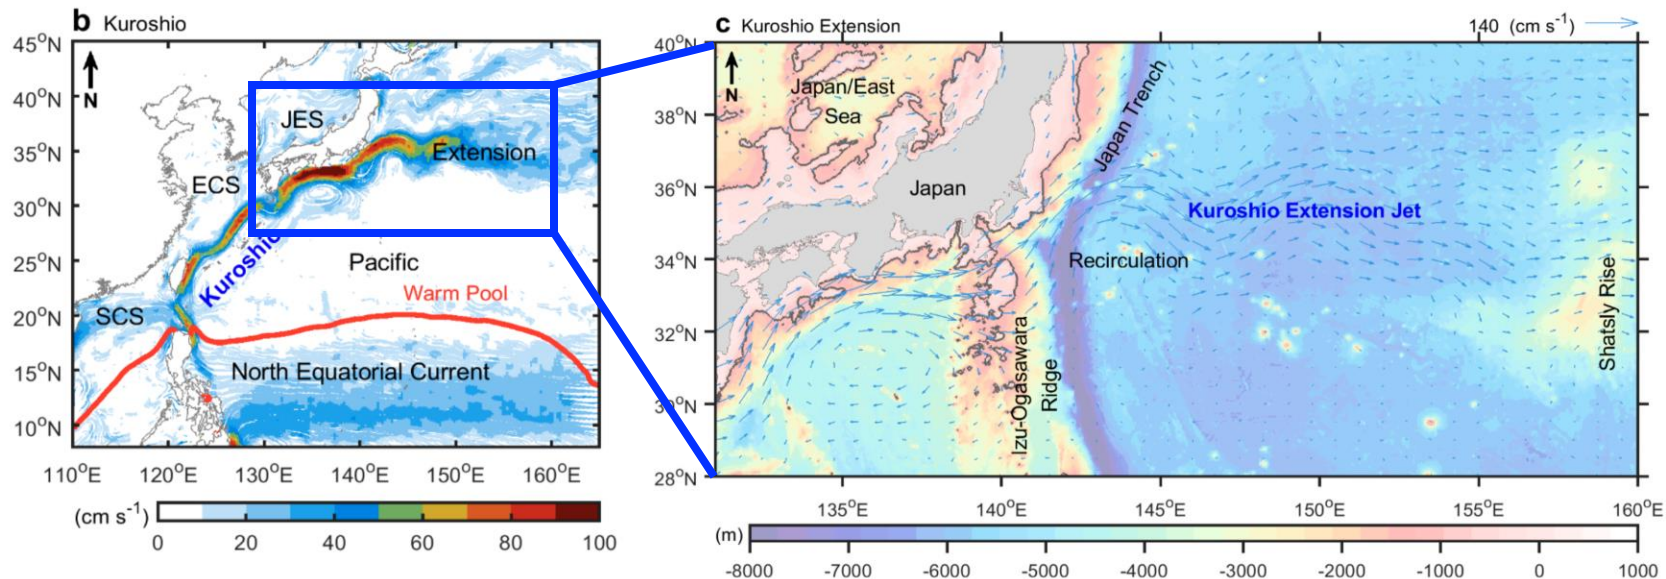 b Kuroshio
45°N
40°N
35°N
30°N
25°N
20°N
15°N
10°N
N
JES
ECS
SCS
Extension
Kuroshio
Pacific
Warm Pool
North Equatorial Current
110°E 120°E 130°E 140°E 150°E 160°E
(cm s-1)
0 20 40 60 80 100
c Kuroshio Extension
140 (cm s-1)
40°N
38°N
36°N
34°N
32°N
30°N
28°N
N
Japan/East
Sea
Japan Trench
Japan
Kuroshio Extension Jet
Recirculation
Izu-Ogasawara
Ridge
Shatsly Rise
135°E 140°E 145°E 150°E 155°E 160°E
(m)
-8000 -7000 -6000 -5000 -4000 -3000 -2000 -1000 0 1000